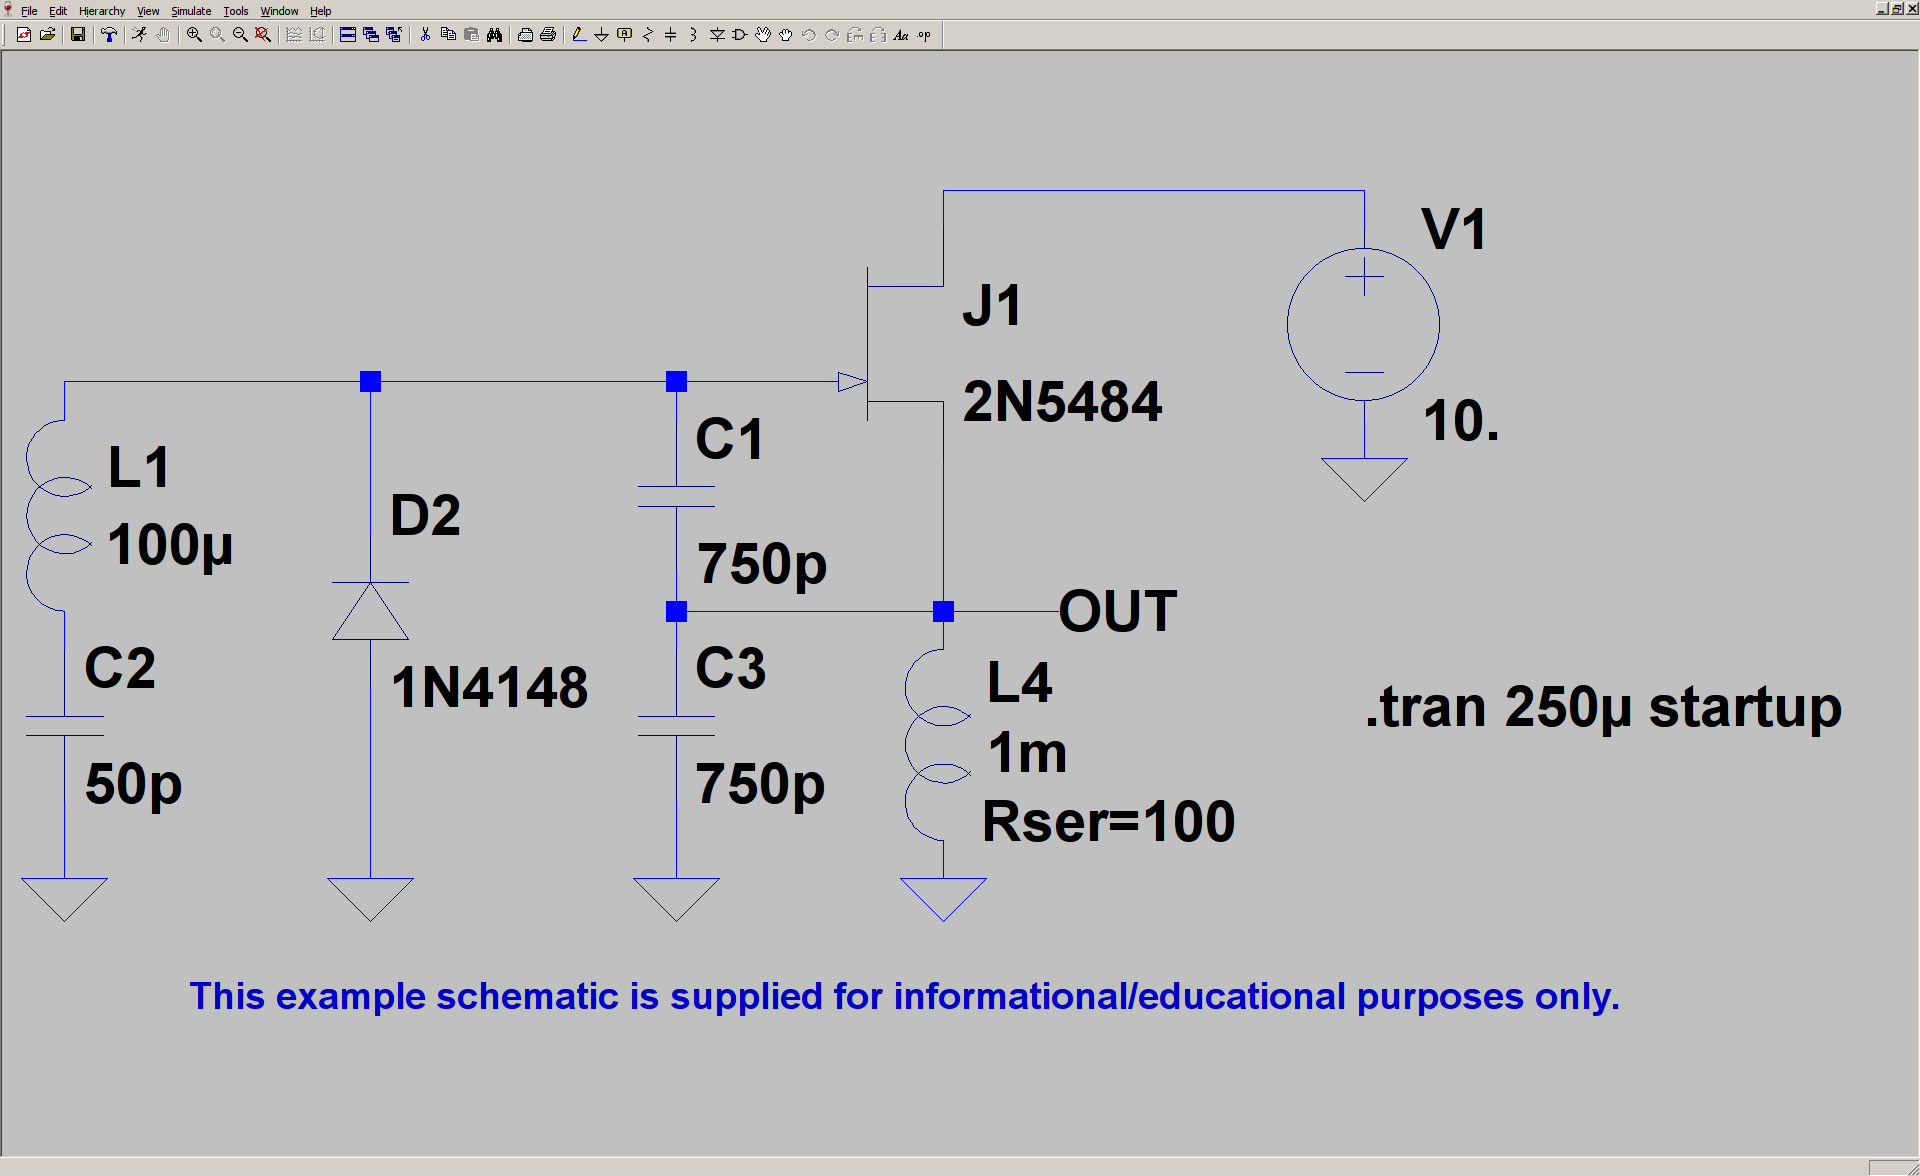 File Edit Hierarchy View Simulate Tools Window Help
Aa .op
V1
J1
2N5484
10.
C1
L1
100µ
D2
750p
OUT
C2
C3
L4
1N4148
.tran 250µ startup
1m
50p
750p
Rser=100
This example schematic is supplied for informational/educational purposes only.